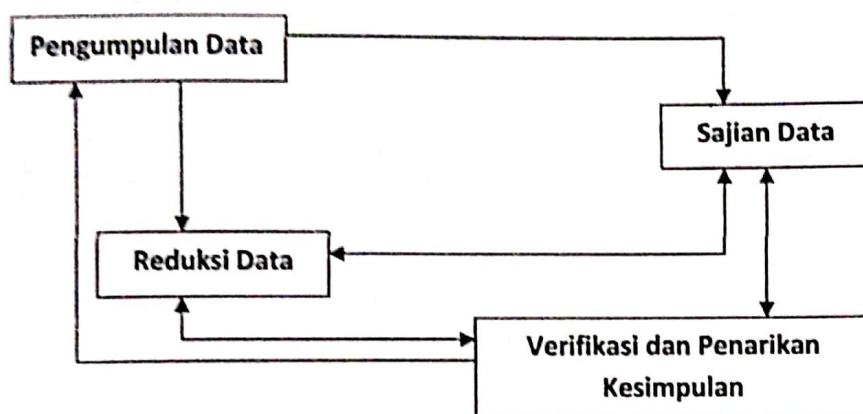 Pengumpulan Data
Sajian Data
Reduksi Data
Verifikasi dan Penarikan
Kesimpulan